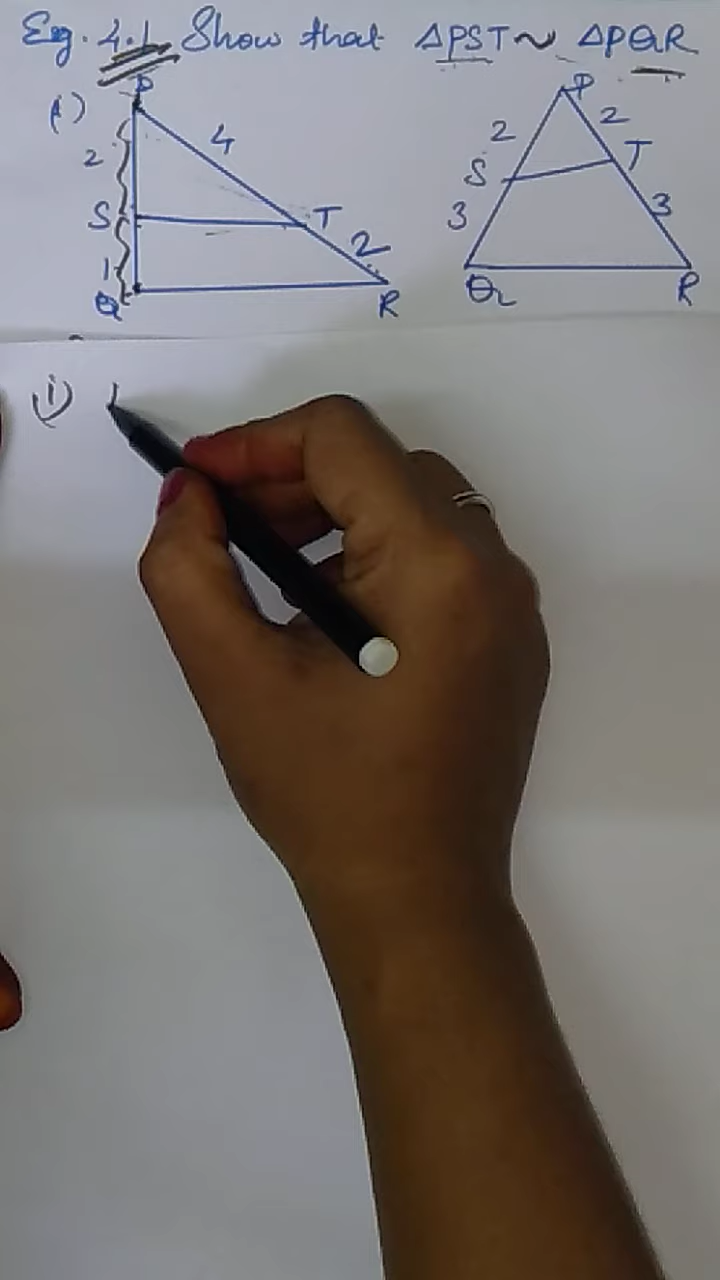 Eg. 4.1 Show that ΔPST ~ ΔPQR
(i)
P
2
4
S
T
1
2
Q
R
P
2
2
S
T
3
3
Q
R
(i)